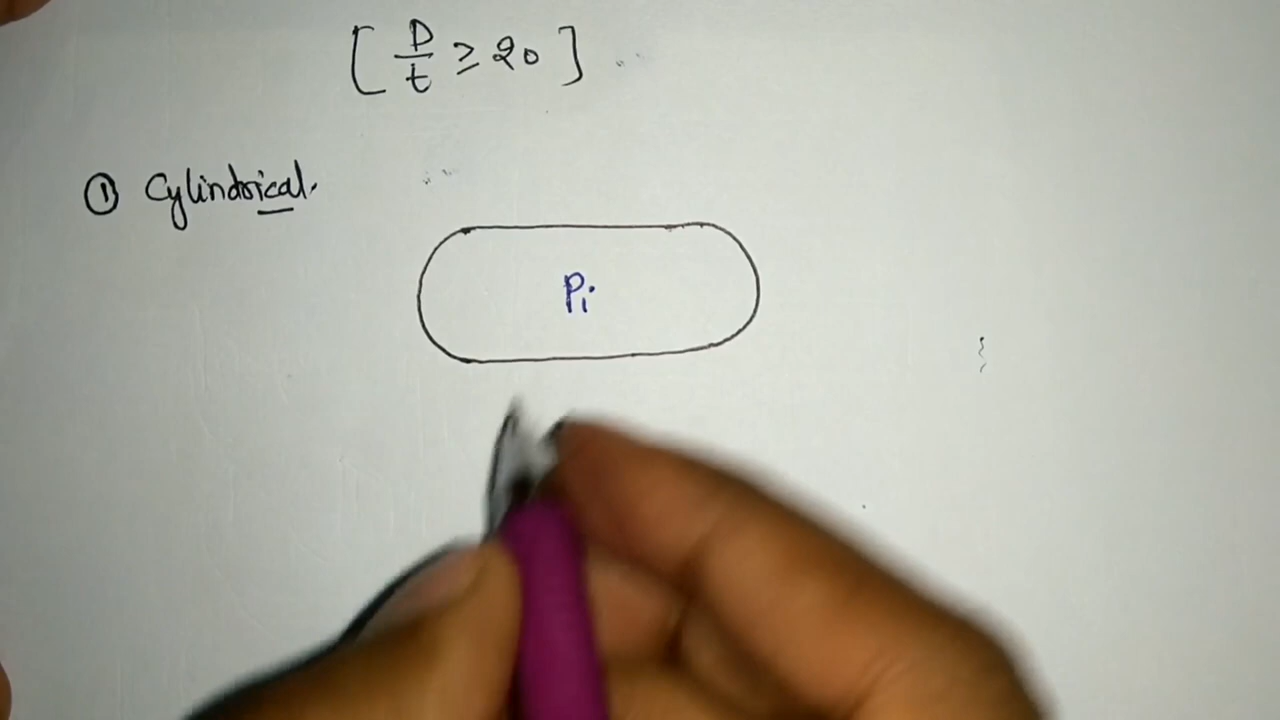 [ D/t ≥ 20 ]
① Cylindrical.
Pi